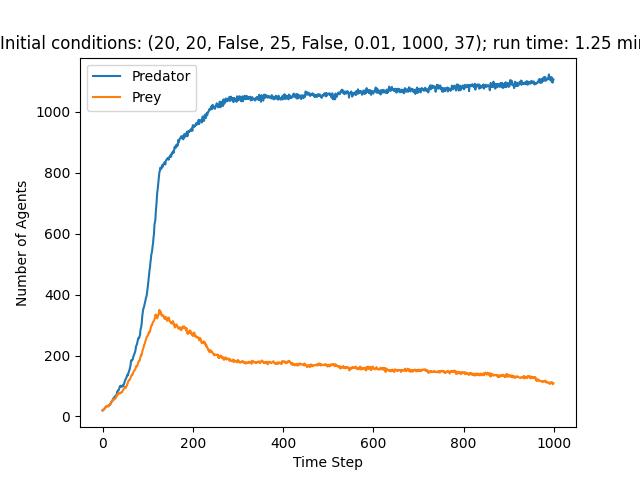 Initial conditions: (20, 20, False, 25, False, 0.01, 1000, 37); run time: 1.25
Predator
Prey
Number of Agents
1000
800
600
400
200
0
0 200 400 600 800 1000
Time Step